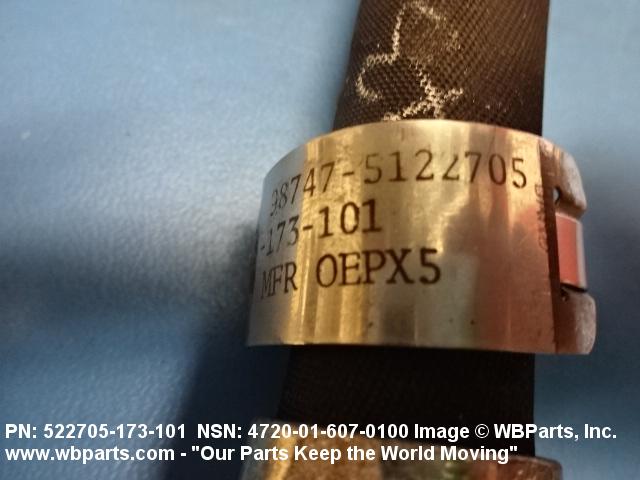 98747-5122705
-173-101
MFR OEPX5
PN: 522705-173-101 NSN: 4720-01-607-0100 Image © WBParts, Inc.
www.wbparts.com - "Our Parts Keep the World Moving"